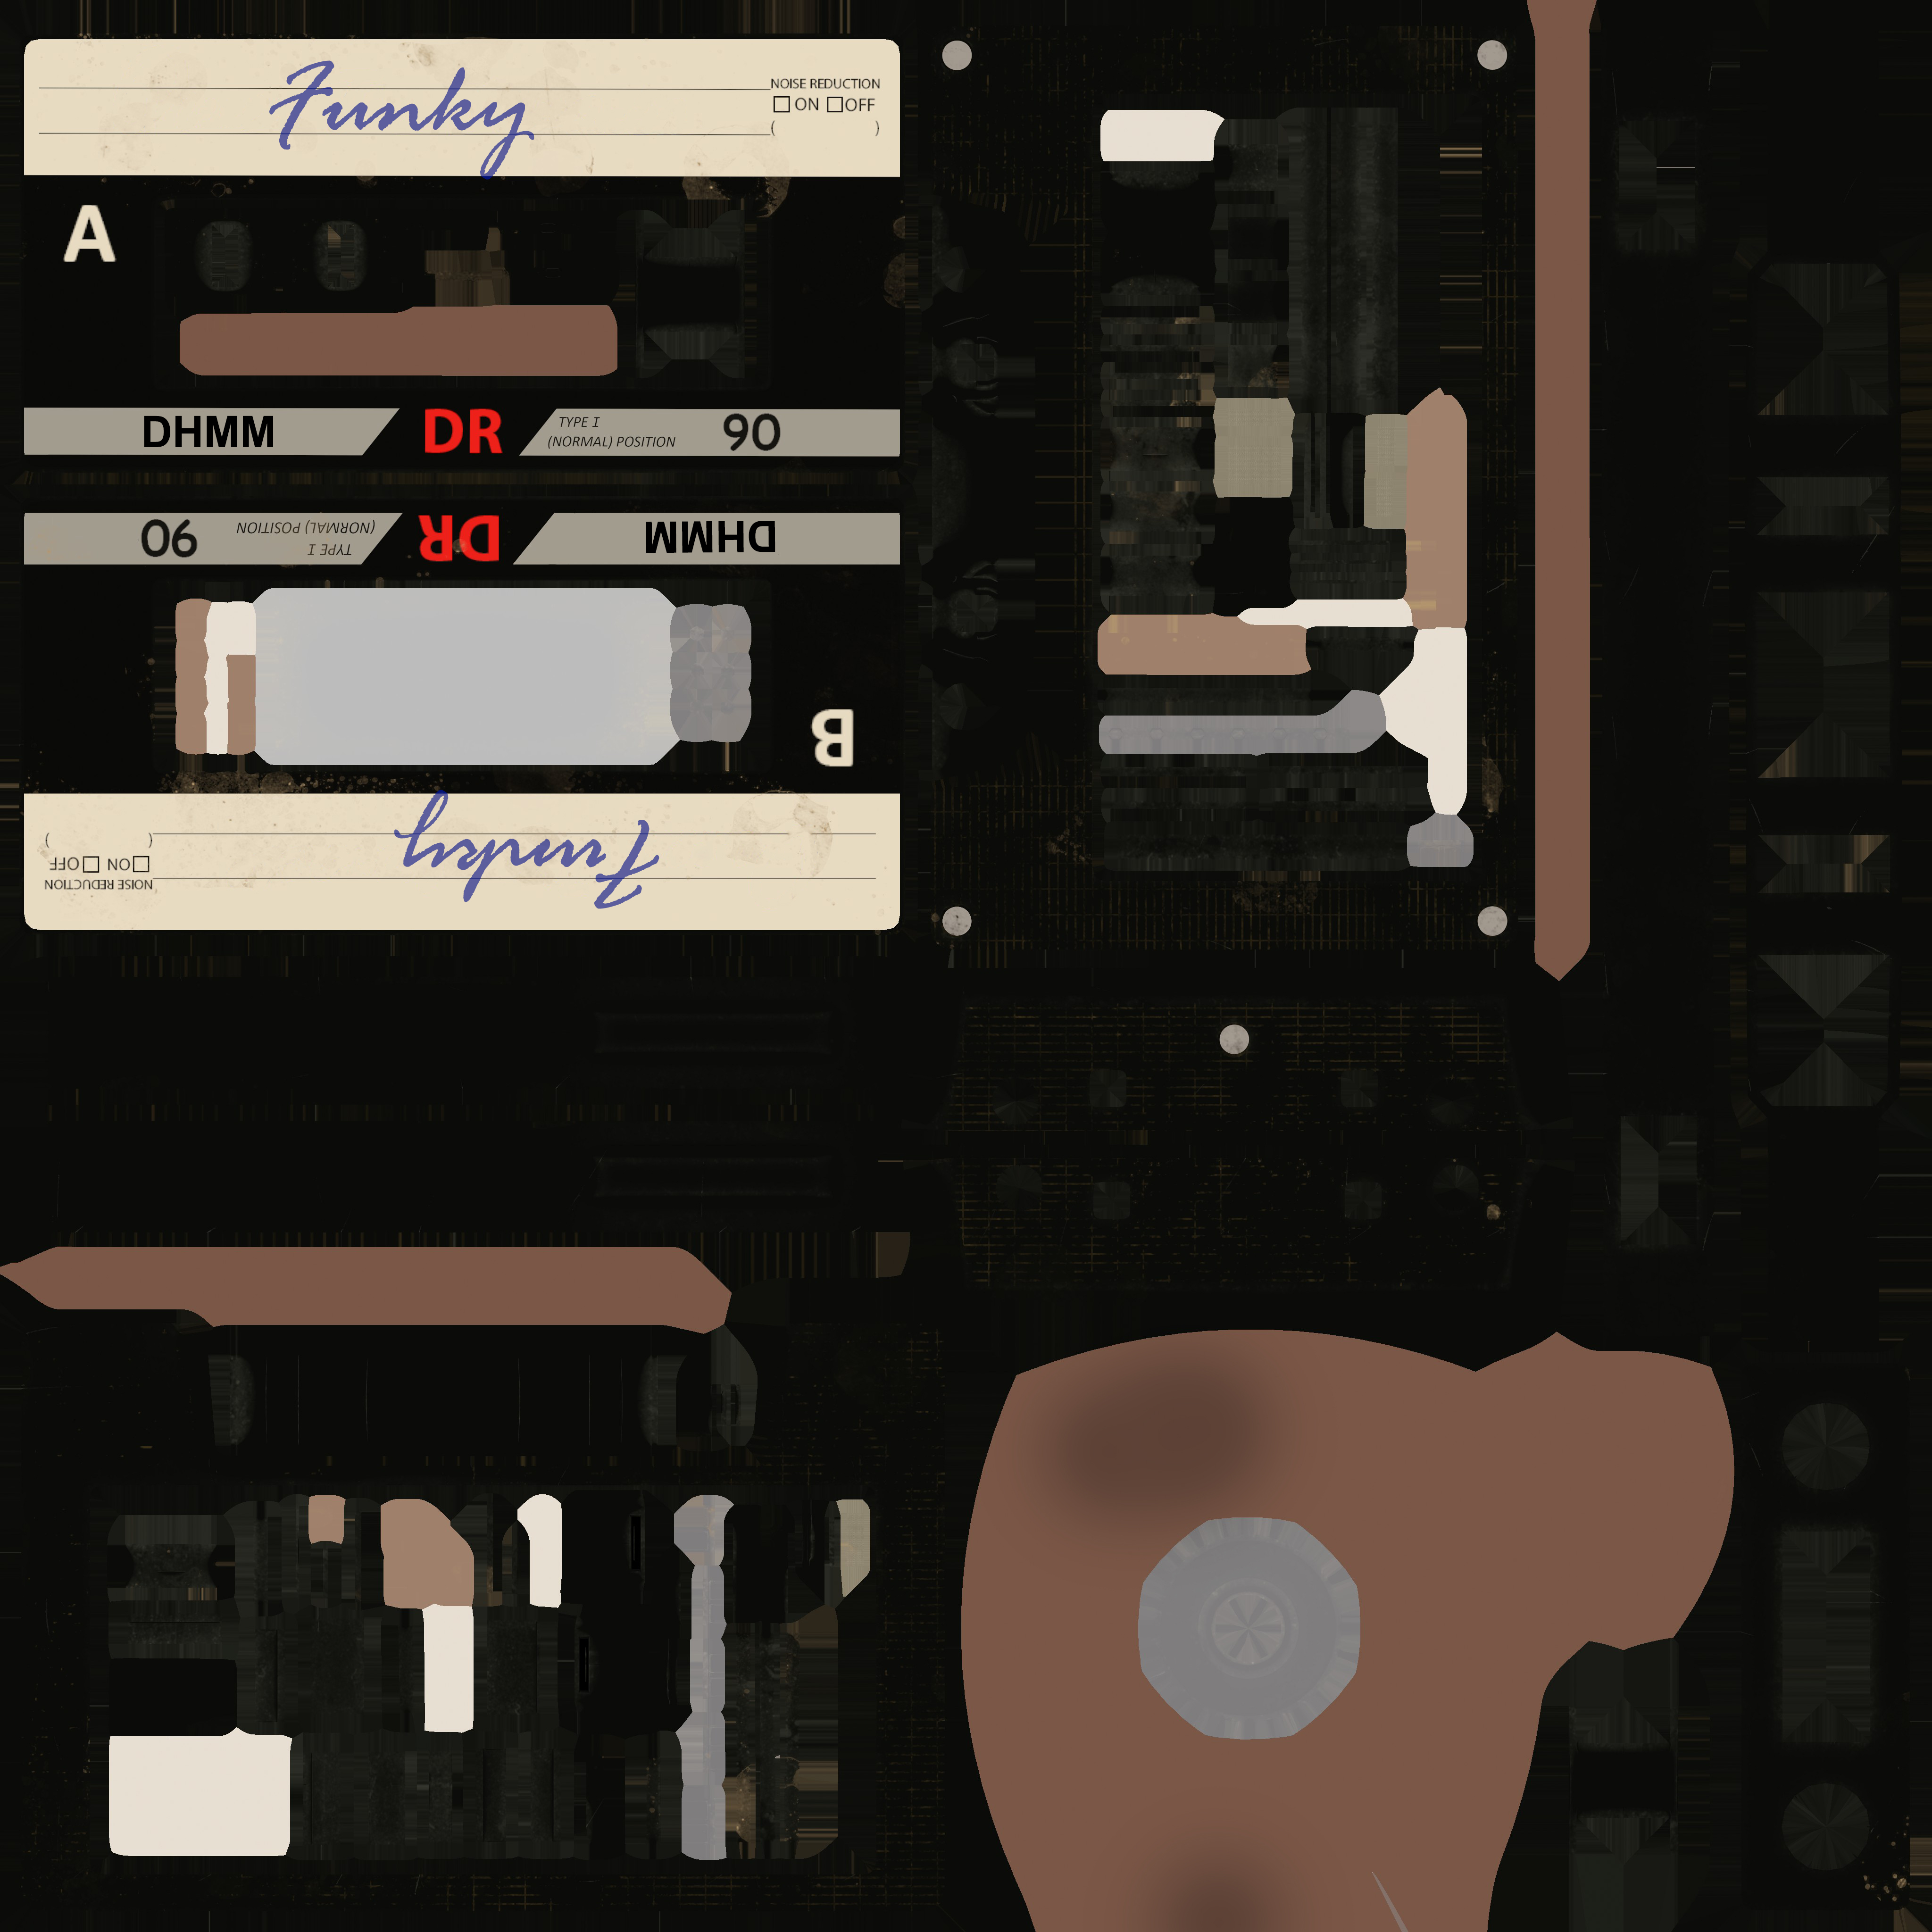 Funky
NOISE REDUCTION
ON OFF
( )
A
DHMM DR TYPE I 90
(NORMAL) POSITION
DHMM DR TYPE I 90
(NORMAL) POSITION
B
Funky
( )
ON OFF
NOISE REDUCTION